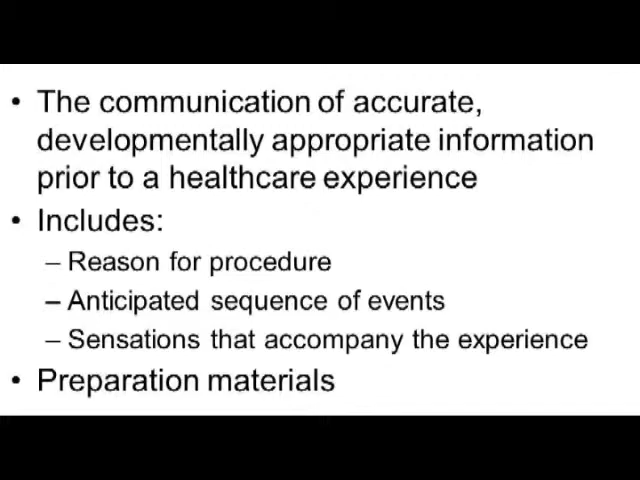 • The communication of accurate,
developmentally appropriate information
prior to a healthcare experience
• Includes:
– Reason for procedure
– Anticipated sequence of events
– Sensations that accompany the experience
• Preparation materials